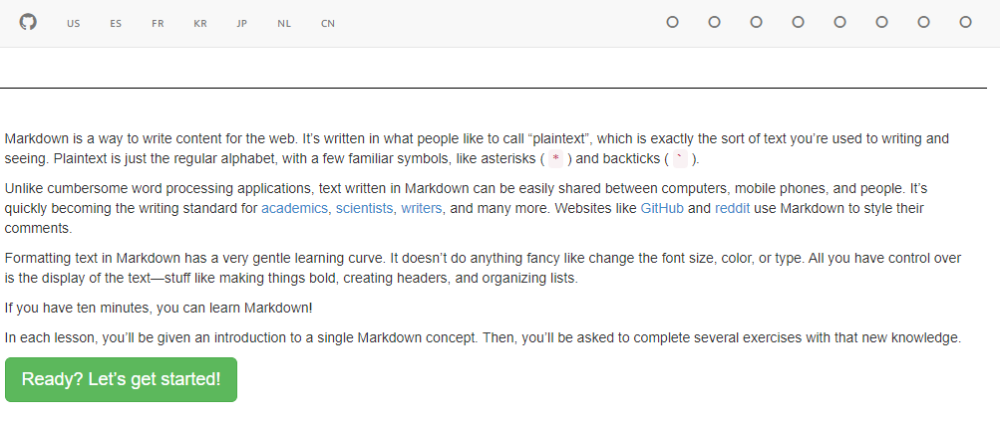 US ES FR KR JP NL CN
Markdown is a way to write content for the web. It’s written in what people like to call “plaintext”, which is exactly the sort of text you’re used to writing and
seeing. Plaintext is just the regular alphabet, with a few familiar symbols, like asterisks ( * ) and backticks ( ` ).
Unlike cumbersome word processing applications, text written in Markdown can be easily shared between computers, mobile phones, and people. It’s
quickly becoming the writing standard for academics, scientists, writers, and many more. Websites like GitHub and reddit use Markdown to style their
comments.
Formatting text in Markdown has a very gentle learning curve. It doesn’t do anything fancy like change the font size, color, or type. All you have control over
is the display of the text—stuff like making things bold, creating headers, and organizing lists.
If you have ten minutes, you can learn Markdown!
In each lesson, you’ll be given an introduction to a single Markdown concept. Then, you’ll be asked to complete several exercises with that new knowledge.
Ready? Let’s get started!